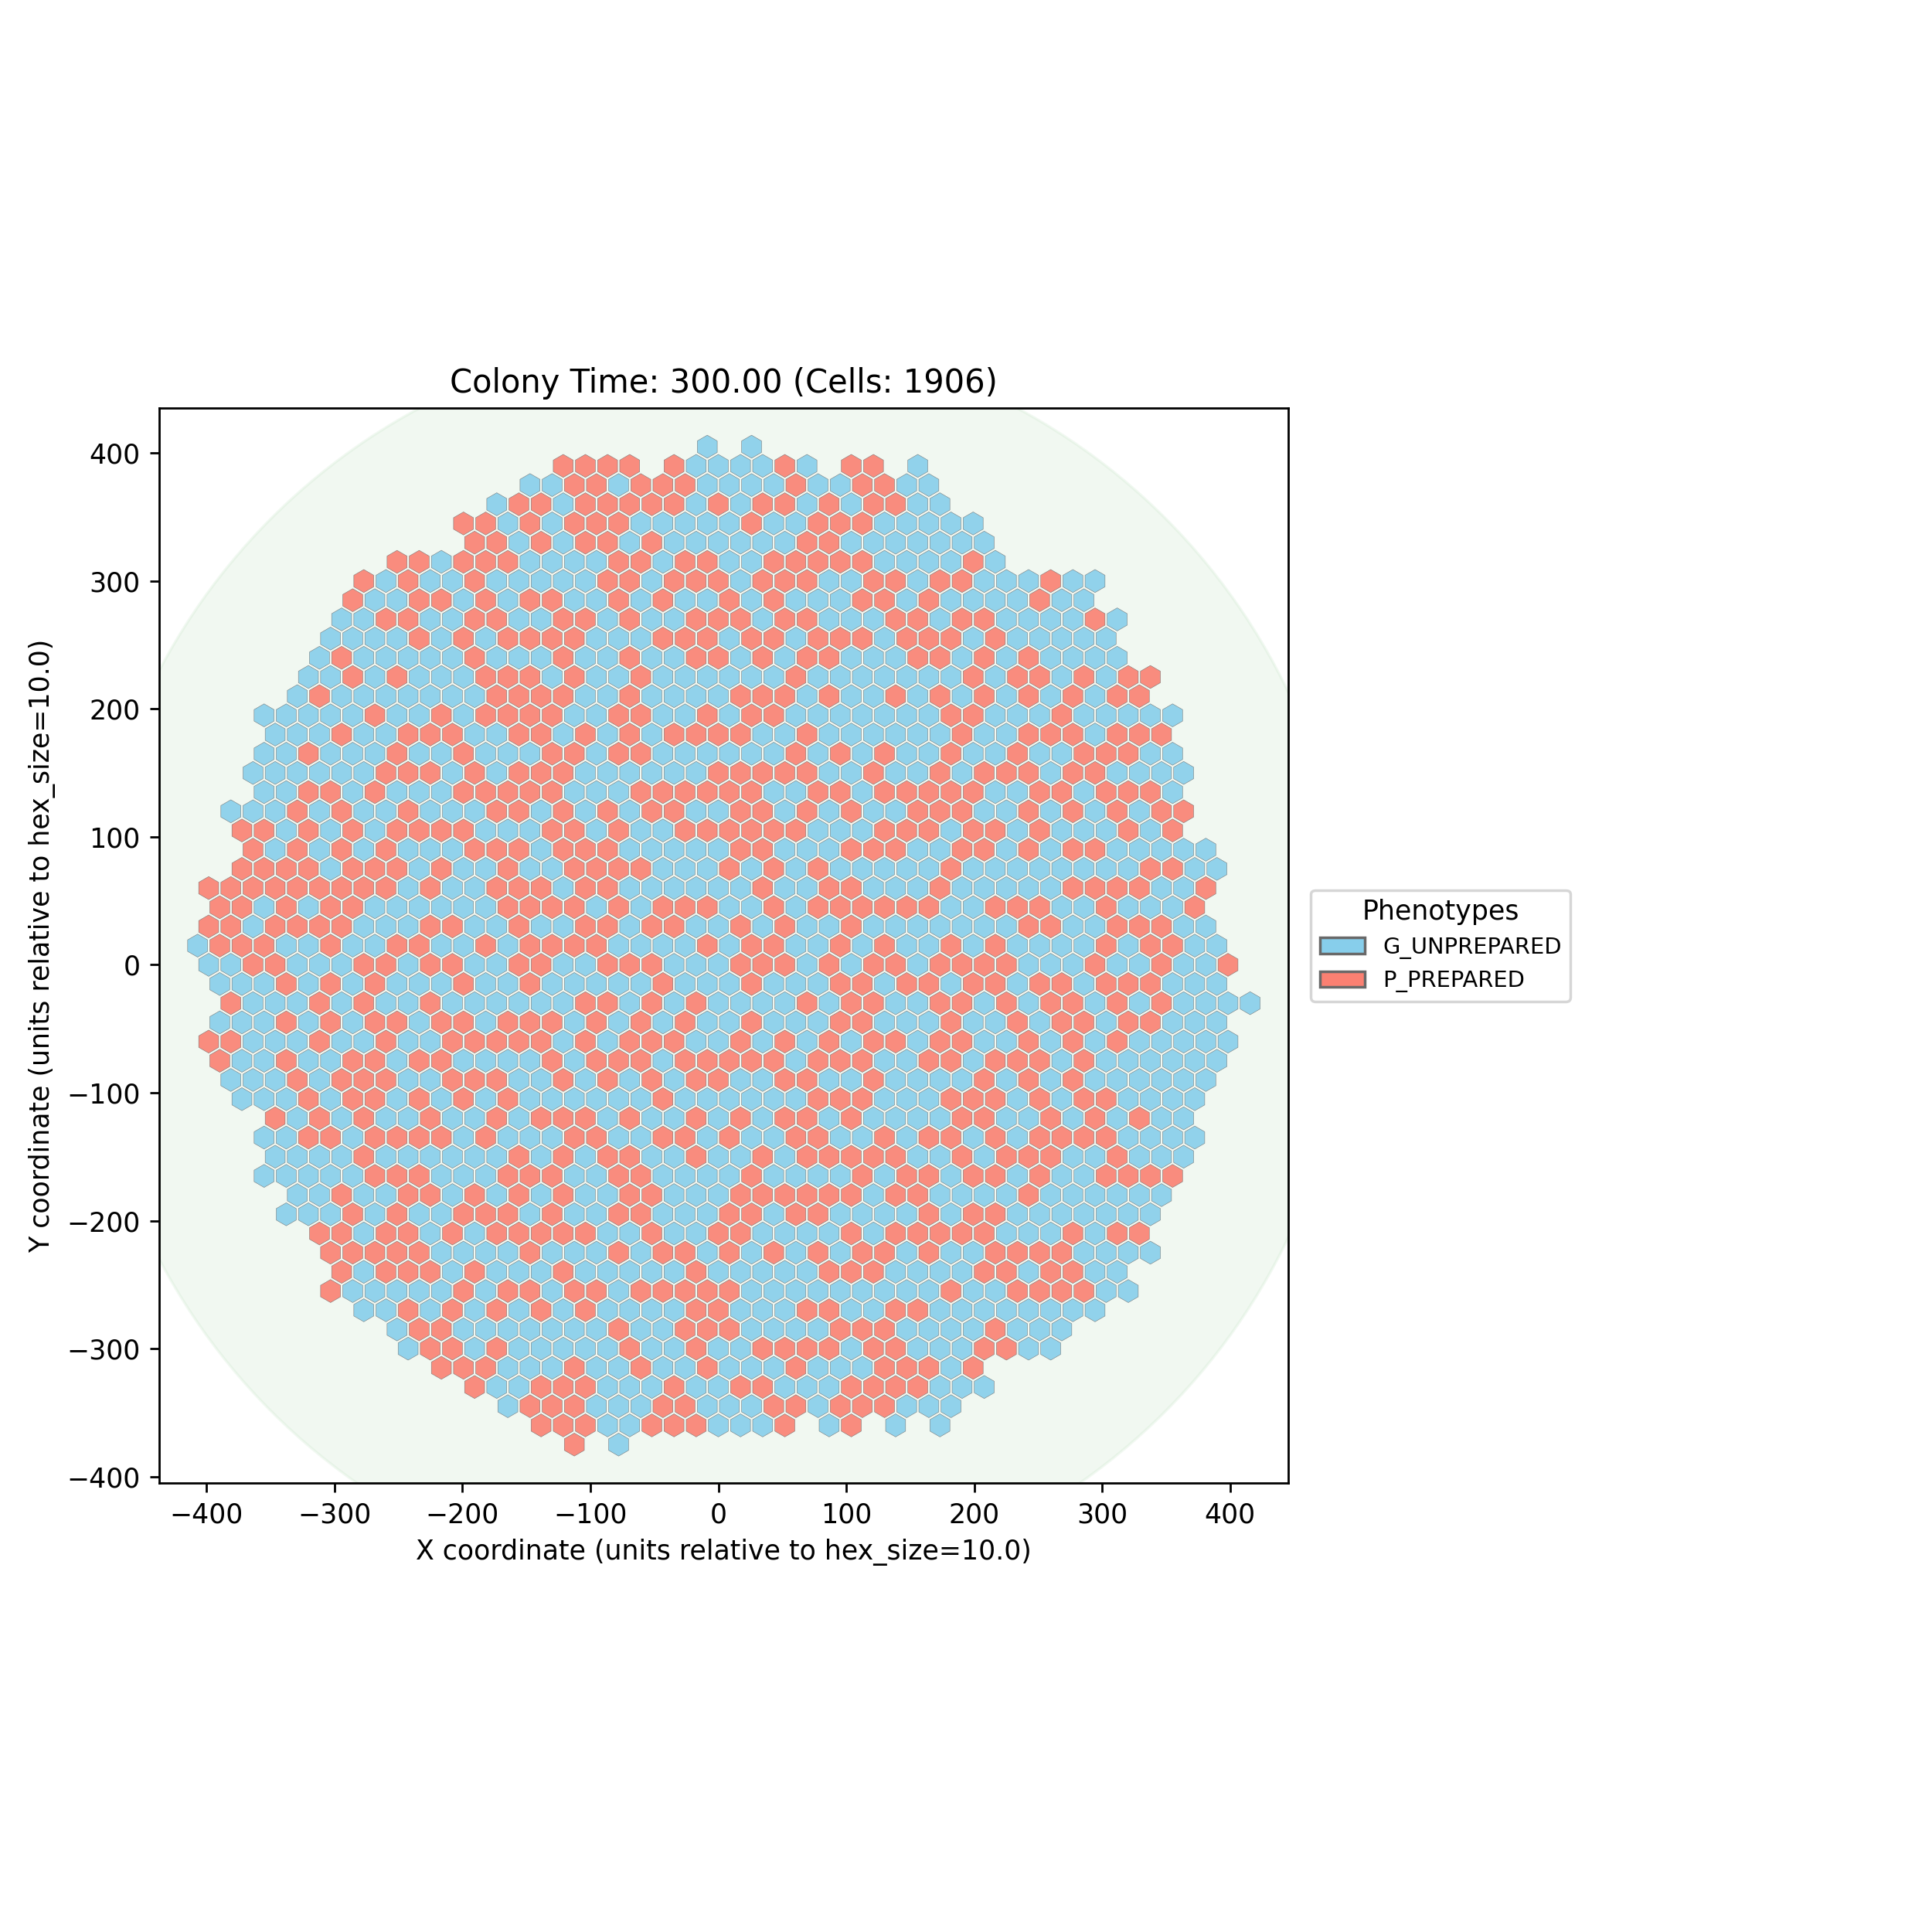 Colony Time: 300.00 (Cells: 1906)
400
300
200
100
0
−100
−200
−300
−400
Y coordinate (units relative to hex_size=10.0)
−400 −300 −200 −100 0 100 200 300 400
X coordinate (units relative to hex_size=10.0)
Phenotypes
G_UNPREPARED
P_PREPARED